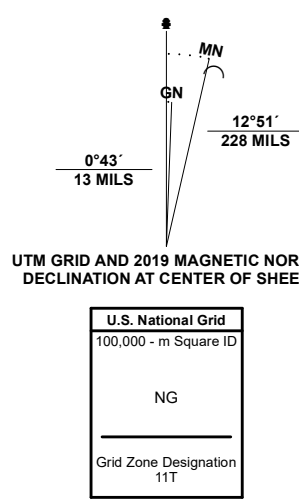 MN
GN
12°51´
228 MILS
0°43´
13 MILS
UTM GRID AND 2019 MAGNETIC NOR
DECLINATION AT CENTER OF SHEE
U.S. National Grid
100,000 - m Square ID
NG
Grid Zone Designation
11T